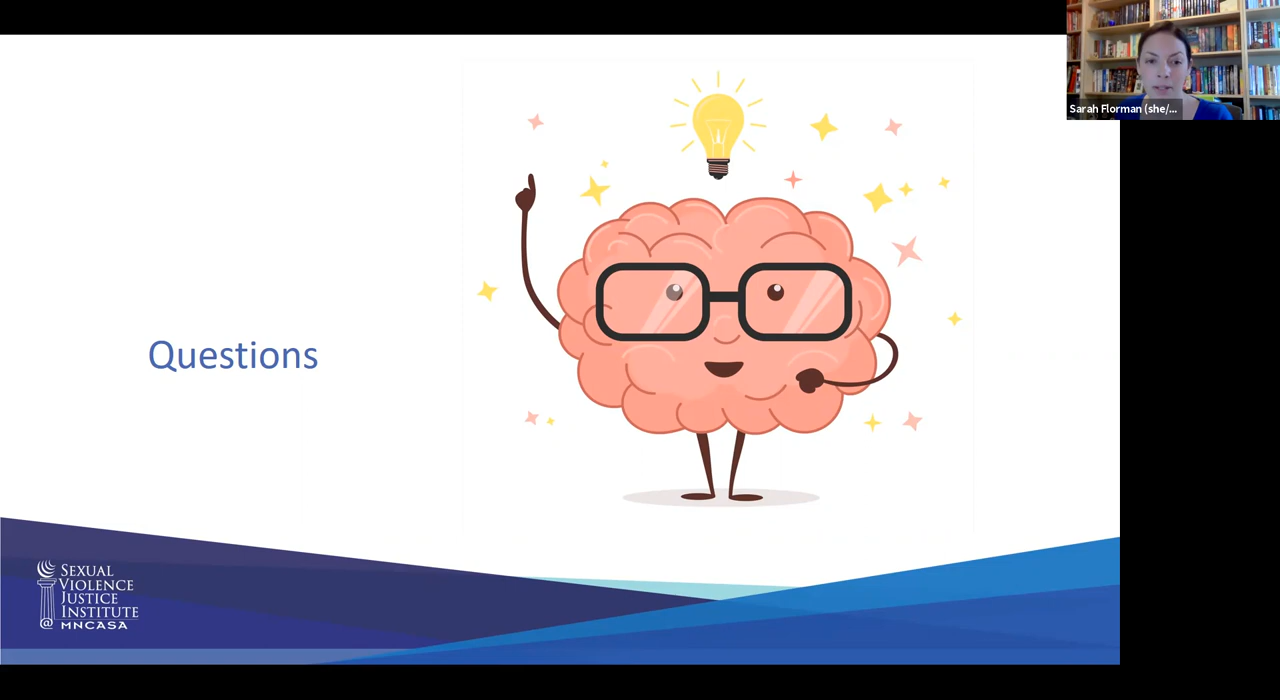 Sarah Florman (she/...
Questions
SEXUAL
VIOLENCE
JUSTICE
INSTITUTE
@ MNCASA